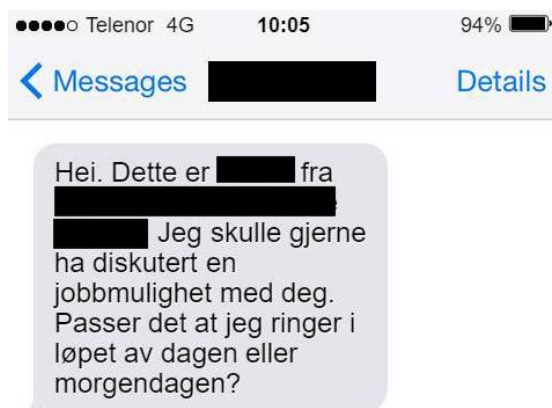 Telenor 4G 10:05 94%
Messages Details
Hei. Dette er fra
Jeg skulle gjerne
ha diskutert en
jobbmulighet med deg.
Passer det at jeg ringer i
løpet av dagen eller
morgendagen?